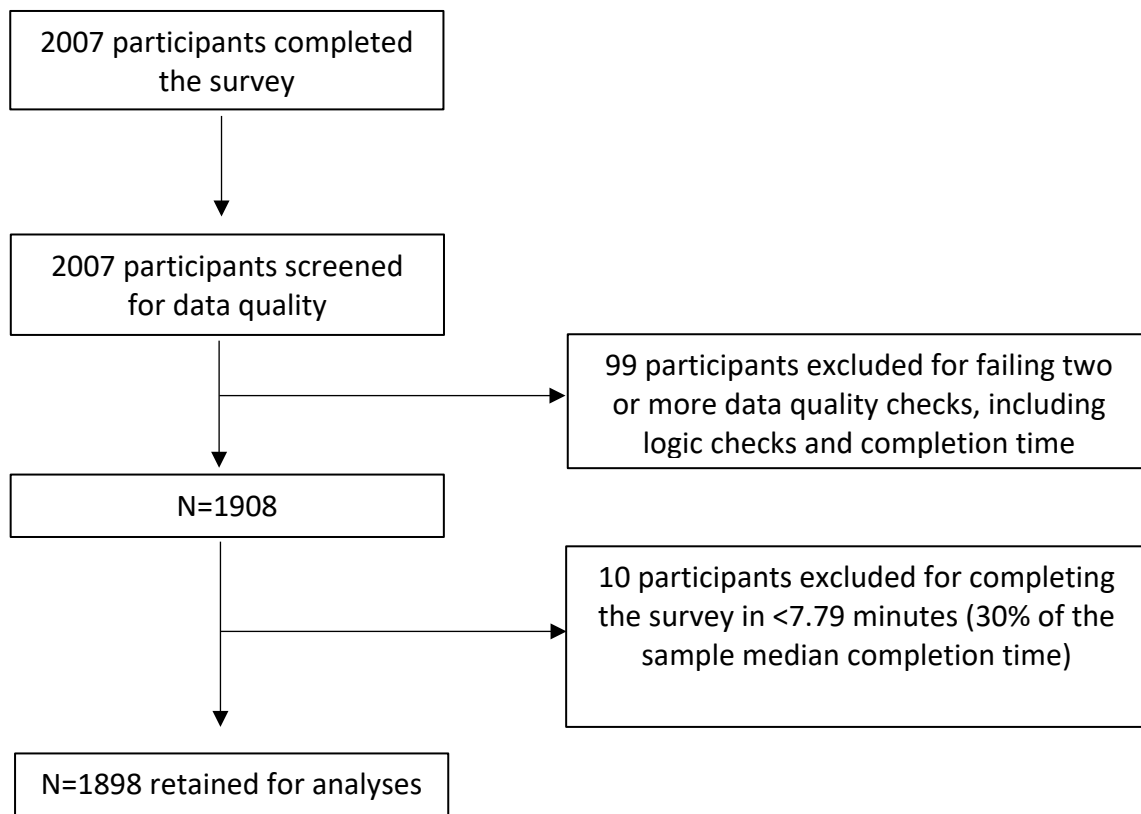 2007 participants completed
the survey
2007 participants screened
for data quality
99 participants excluded for failing two
or more data quality checks, including
logic checks and completion time
N=1908
10 participants excluded for completing
the survey in <7.79 minutes (30% of the
sample median completion time)
N=1898 retained for analyses